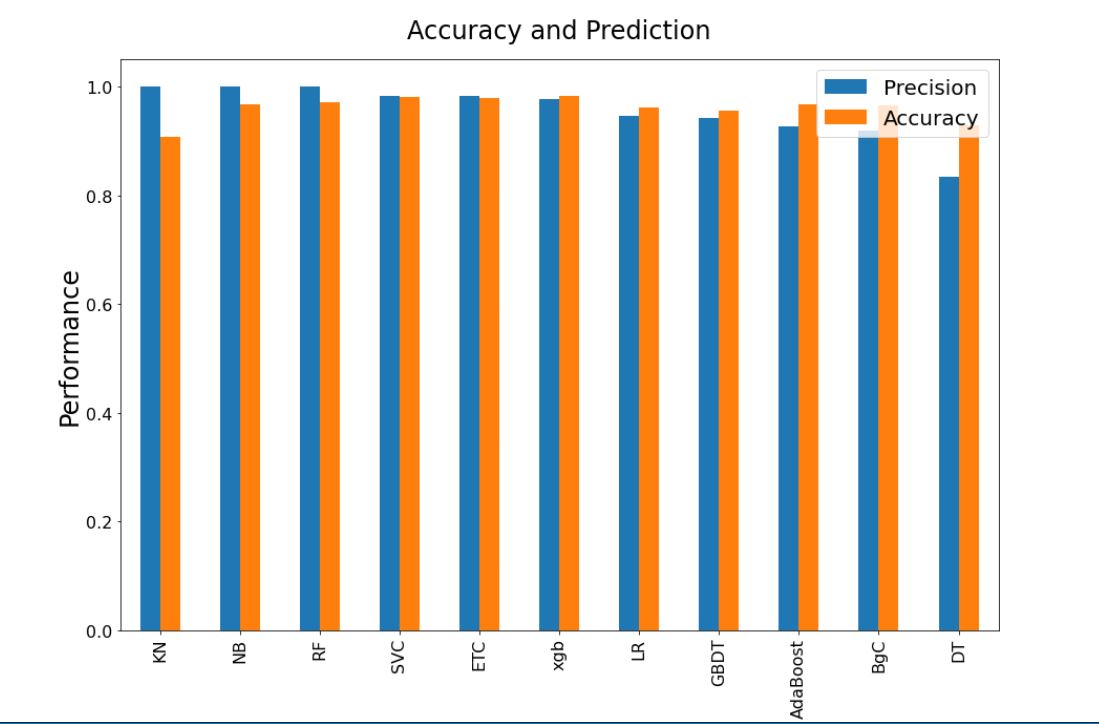 Accuracy and Prediction
Precision
Accuracy
Performance
1.0
0.8
0.6
0.4
0.2
0.0
KN
NB
RF
SVC
ETC
xgb
LR
GBDT
AdaBoost
BgC
DT